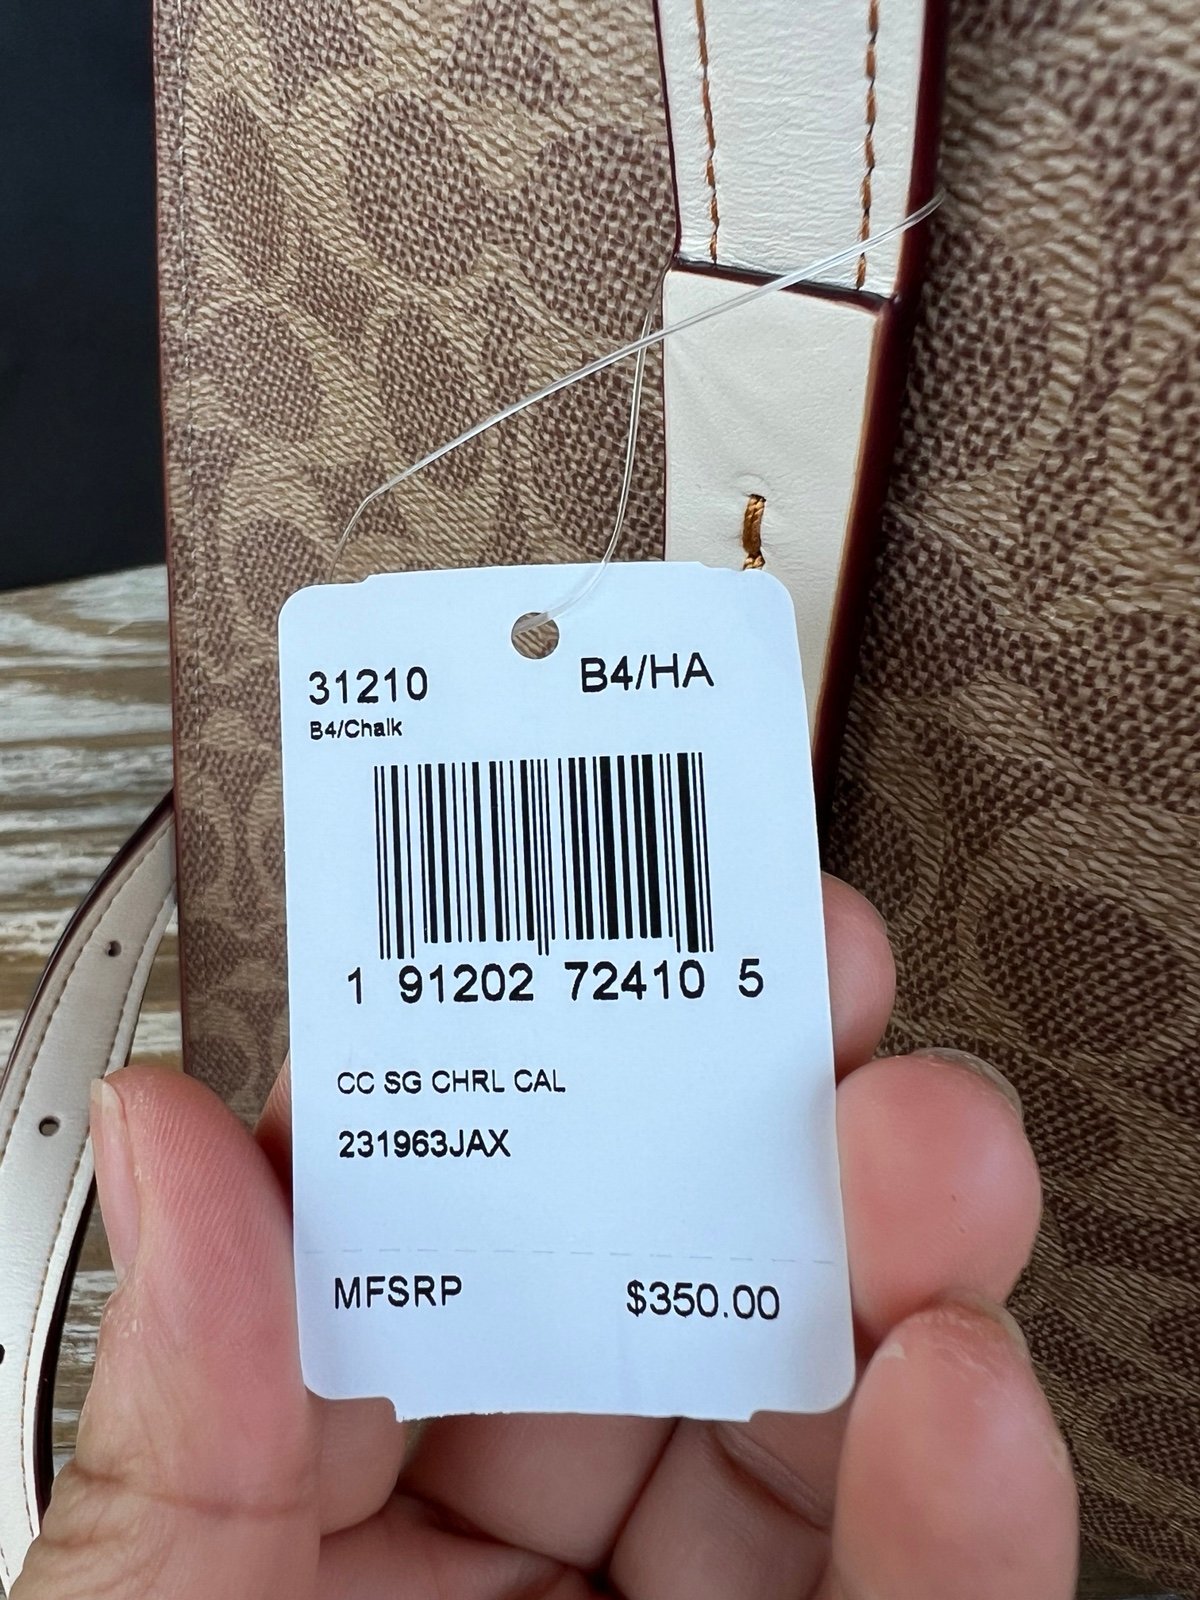 31210 B4/HA
B4/Chalk
1 91202 72410 5
CC SG CHRL CAL
231963JAX
MFSRP $350.00